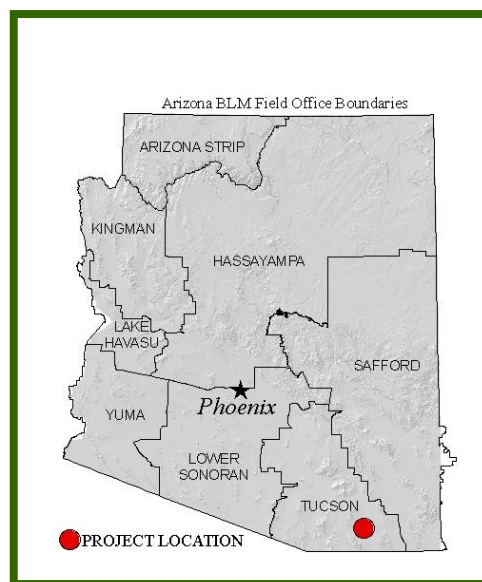 Arizona BLM Field Office Boundaries
ARIZONA STRIP
KINGMAN
HASSAYAMPA
LAKE
HAVASU
SAFFORD
YUMA
Phoenix
LOWER
SONORAN
TUCSON
PROJECT LOCATION